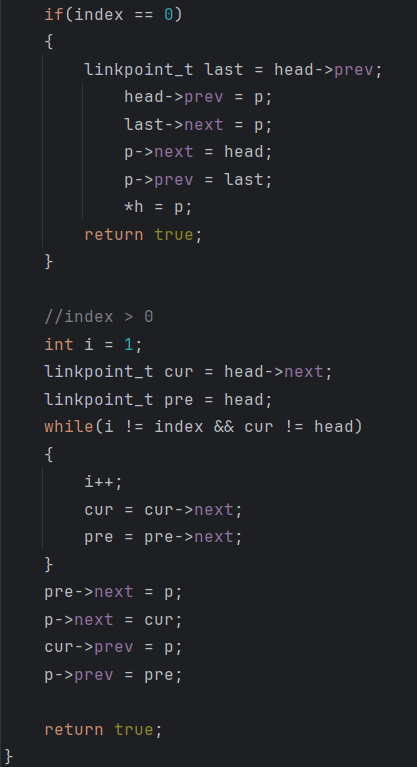 if(index == 0)
{
linkpoint_t last = head->prev;
head->prev = p;
last->next = p;
p->next = head;
p->prev = last;
*h = p;
return true;
}
//index > 0
int i = 1;
linkpoint_t cur = head->next;
linkpoint_t pre = head;
while(i != index && cur != head)
{
i++;
cur = cur->next;
pre = pre->next;
}
pre->next = p;
p->next = cur;
cur->prev = p;
p->prev = pre;
return true;
}